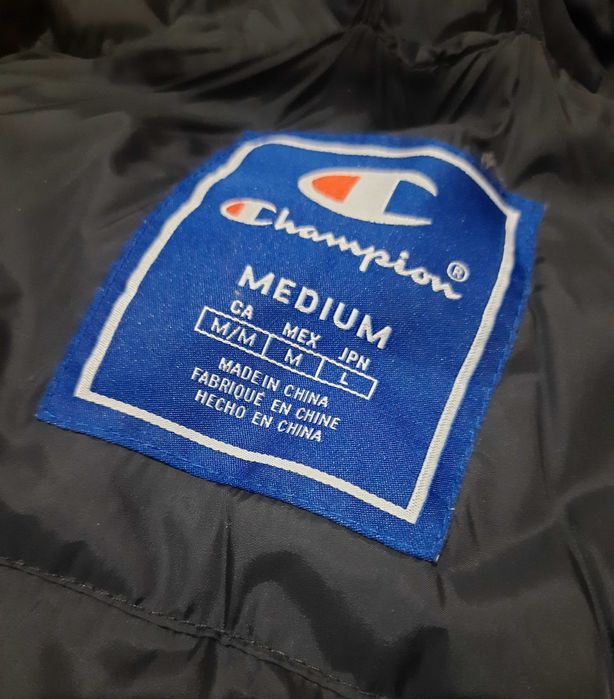 Champion®
MEDIUM
CA MEX JPN
M/M M L
MADE IN CHINA
FABRIQUÉ EN CHINE
HECHO EN CHINA